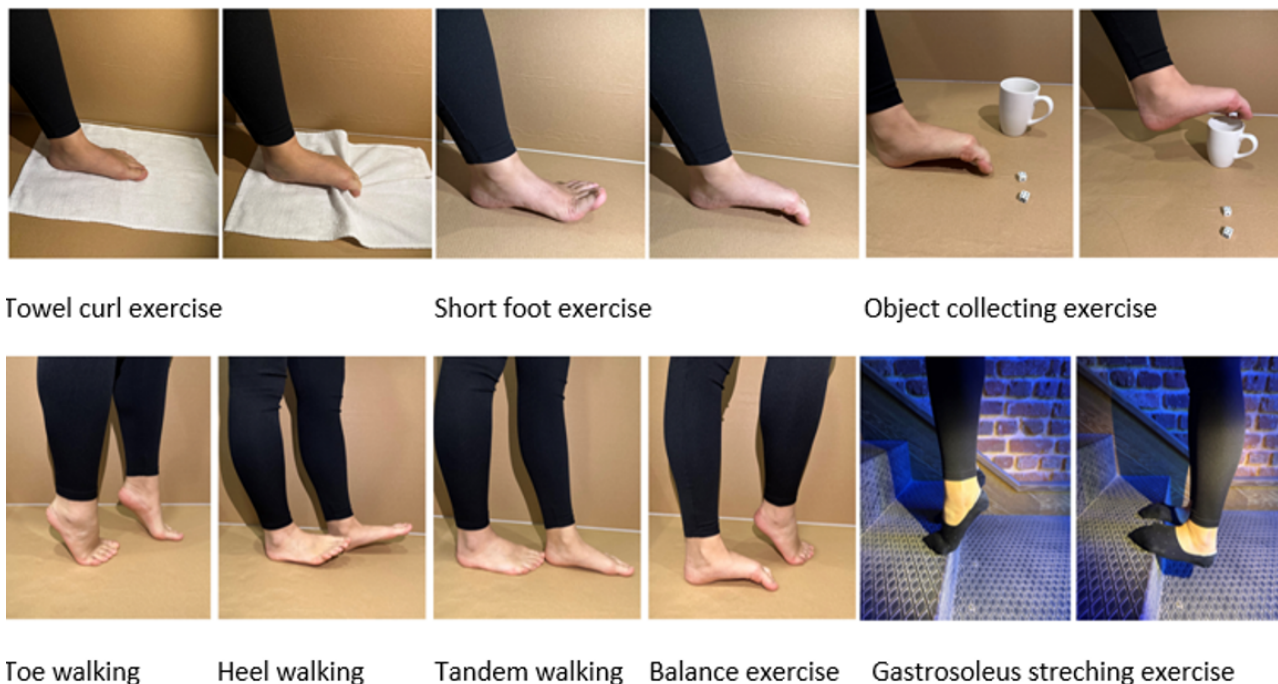 Towel curl exercise
Short foot exercise
Object collecting exercise
Toe walking
Heel walking
Tandem walking
Balance exercise
Gastrosoleus streching exercise